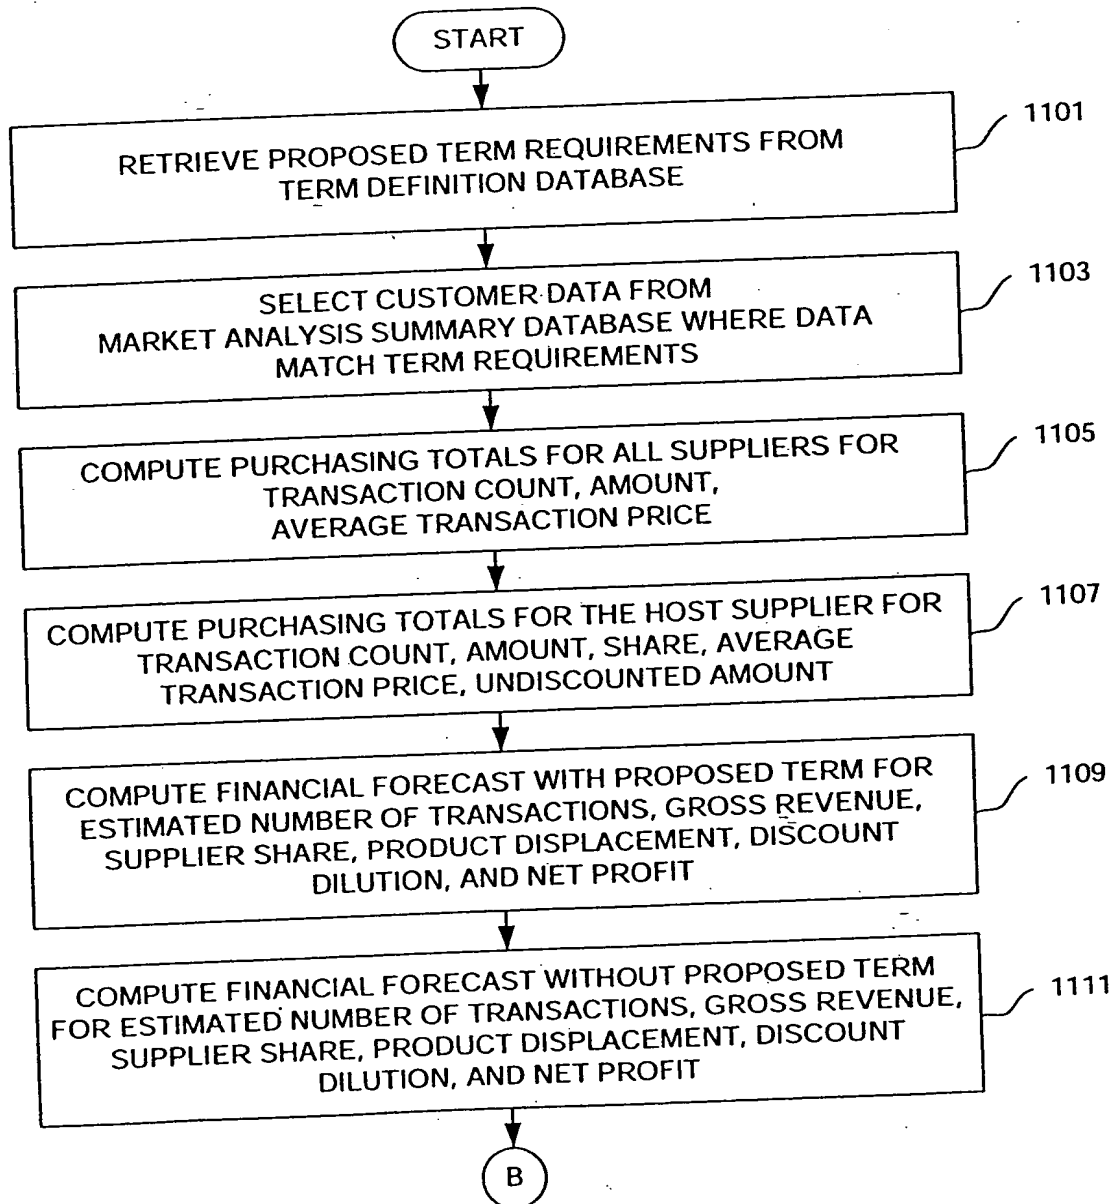 START
RETRIEVE PROPOSED TERM REQUIREMENTS FROM
TERM DEFINITION DATABASE
1101
SELECT CUSTOMER DATA FROM
MARKET ANALYSIS SUMMARY DATABASE WHERE DATA
MATCH TERM REQUIREMENTS
1103
COMPUTE PURCHASING TOTALS FOR ALL SUPPLIERS FOR
TRANSACTION COUNT, AMOUNT,
AVERAGE TRANSACTION PRICE
1105
COMPUTE PURCHASING TOTALS FOR THE HOST SUPPLIER FOR
TRANSACTION COUNT, AMOUNT, SHARE, AVERAGE
TRANSACTION PRICE, UNDISCOUNTED AMOUNT
1107
COMPUTE FINANCIAL FORECAST WITH PROPOSED TERM FOR
ESTIMATED NUMBER OF TRANSACTIONS, GROSS REVENUE,
SUPPLIER SHARE, PRODUCT DISPLACEMENT, DISCOUNT
DILUTION, AND NET PROFIT
1109
COMPUTE FINANCIAL FORECAST WITHOUT PROPOSED TERM
FOR ESTIMATED NUMBER OF TRANSACTIONS, GROSS REVENUE,
SUPPLIER SHARE, PRODUCT DISPLACEMENT, DISCOUNT
DILUTION, AND NET PROFIT
1111
B